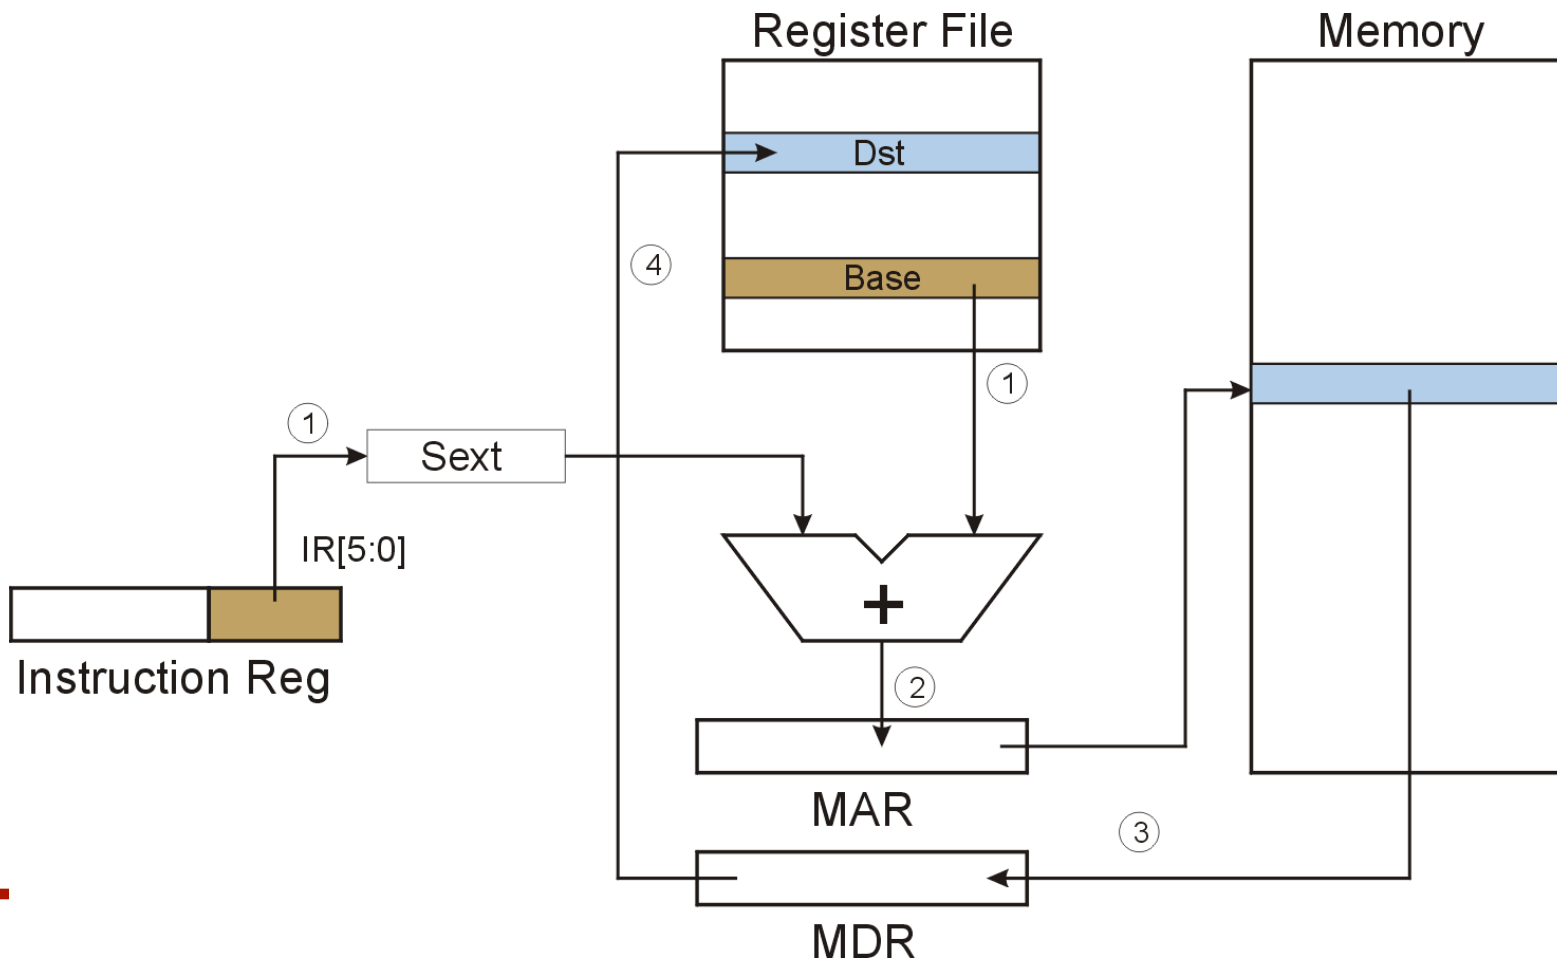 Register File
Memory
Dst
4
Base
1
1
Sext
IR[5:0]
+
Instruction Reg
2
MAR
3
MDR